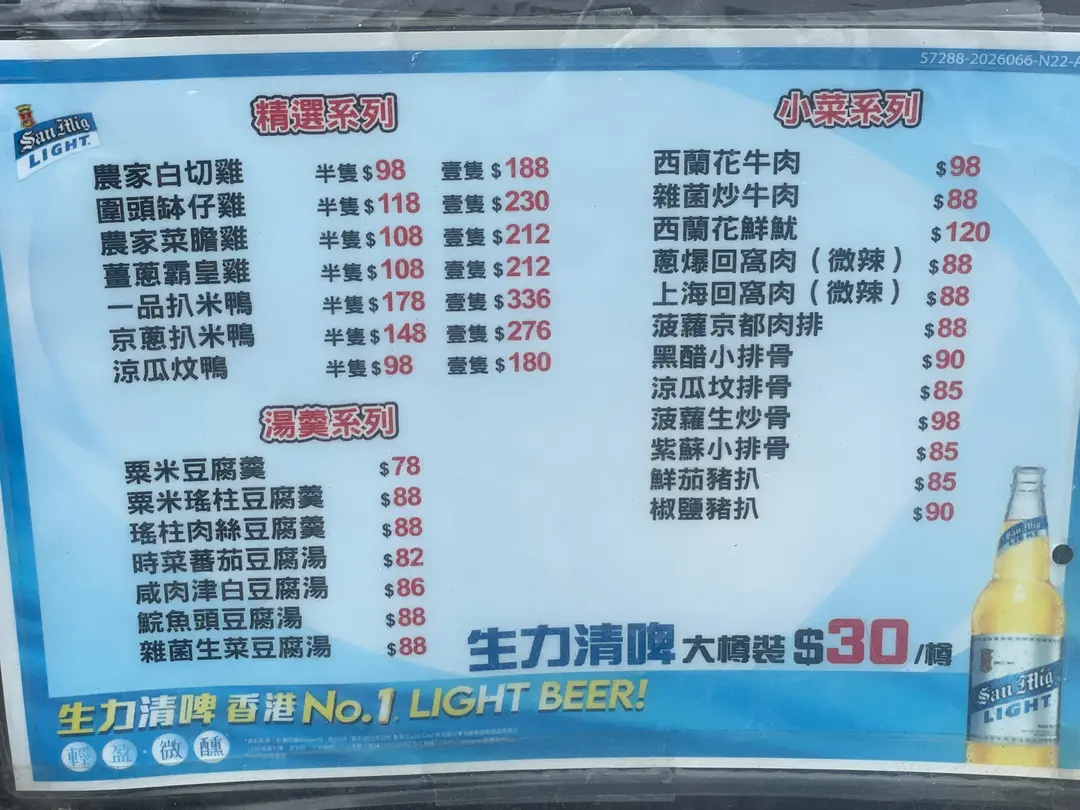 57288-2026066-N22-A
San Mig
LIGHT
精選系列
農家白切雞 半隻$98 壹隻$188
圍頭缽仔雞 半隻$118 壹隻$230
農家菜膽雞 半隻$108 壹隻$212
薑蔥霸皇雞 半隻$108 壹隻$212
一品扒米鴨 半隻$178 壹隻$336
京蔥扒米鴨 半隻$148 壹隻$276
涼瓜炆鴨 半隻$98 壹隻$180
湯羹系列
粟米豆腐羹 $78
粟米瑤柱豆腐羹 $88
瑤柱肉絲豆腐羹 $88
時菜蕃茄豆腐湯 $82
咸肉津白豆腐湯 $86
鯇魚頭豆腐湯 $88
雜菌生菜豆腐湯 $88
小菜系列
西蘭花牛肉 $98
雜菌炒牛肉 $88
西蘭花鮮魷 $120
蔥爆回窩肉（微辣） $88
上海回窩肉（微辣） $88
菠蘿京都肉排 $88
黑醋小排骨 $90
涼瓜炆排骨 $85
菠蘿生炒骨 $98
紫蘇小排骨 $85
鮮茄豬扒 $85
椒鹽豬扒 $90
生力清啤 大樽裝 $30/樽
生力清啤 香港No.1 LIGHT BEER!
輕盈·微醺
San Mig
San Mig
LIGHT